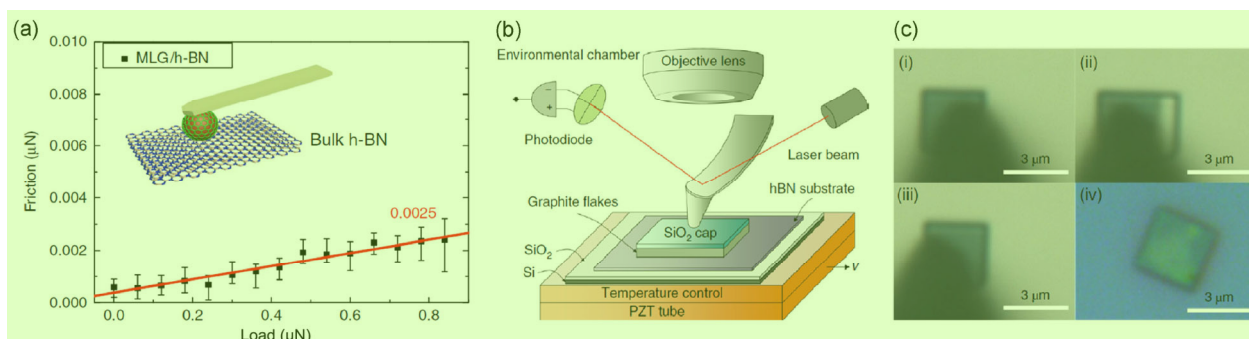 (a)
0.010
0.008
0.006
0.004
0.002
0.000
Friction (μN)
MLG/h-BN
Bulk h-BN
0.0025
0.0
0.2
0.4
0.6
0.8
Load (μN)
(b)
Environmental chamber
Objective lens
Photodiode
Laser beam
hBN substrate
Graphite flakes
SiO2 cap
SiO2
Si
v
Temperature control
PZT tube
(c)
(i)
3 μm
(ii)
3 μm
(iii)
3 μm
(iv)
3 μm